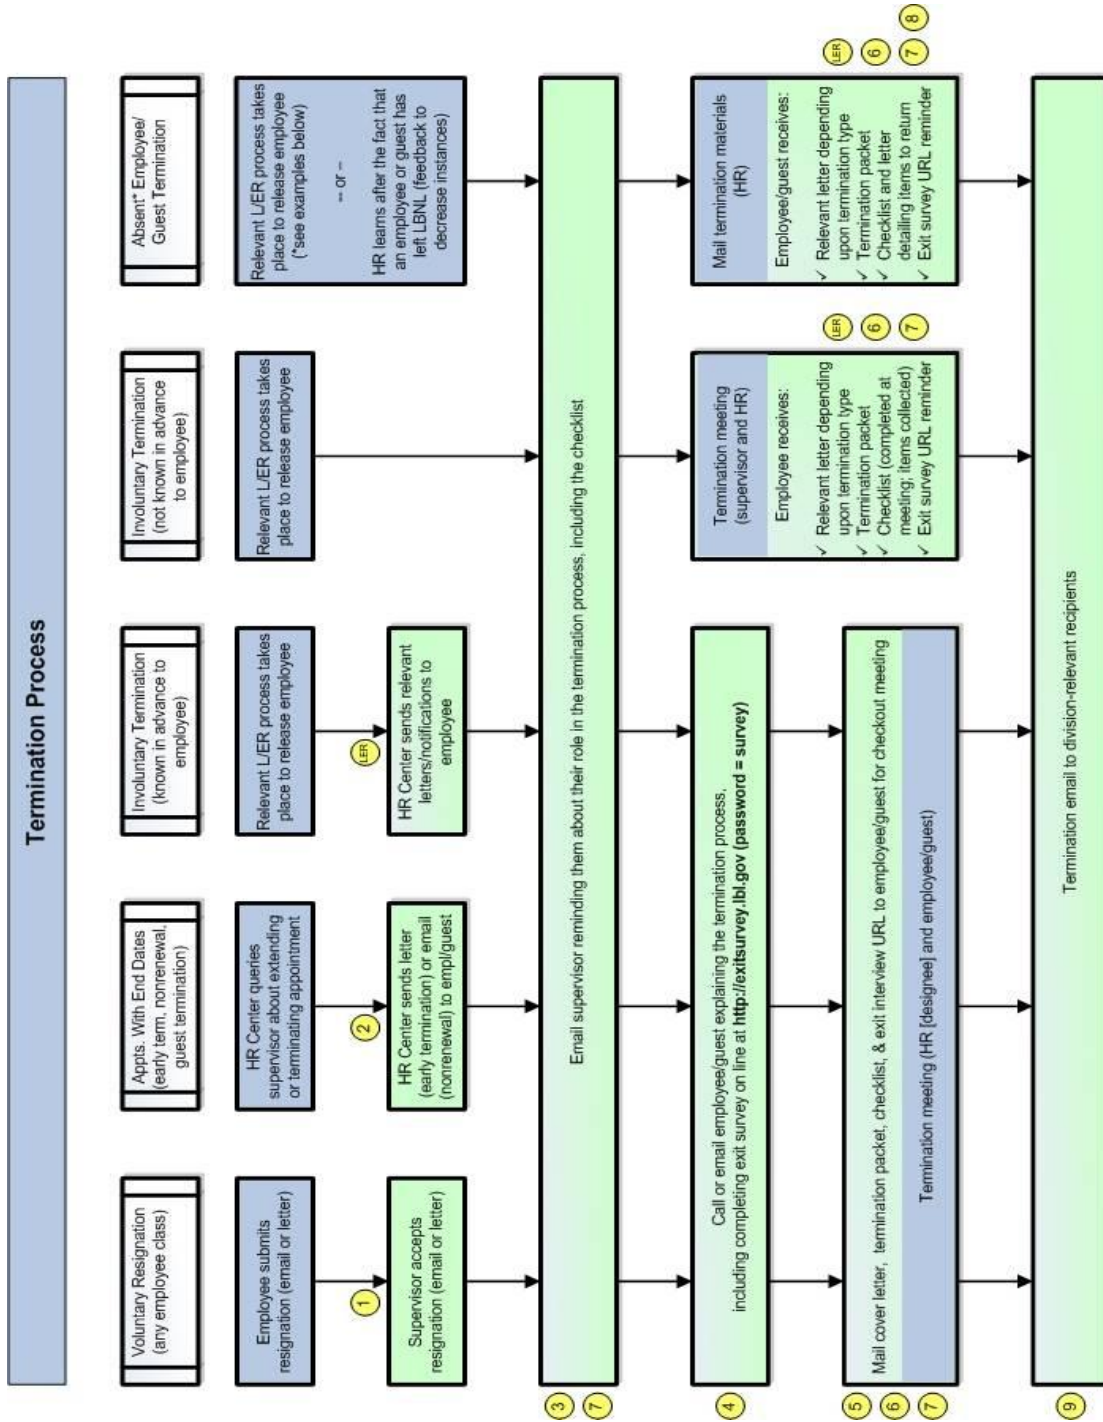 Termination Process
Voluntary Resignation
(any employee class)
Appts. With End Dates
(early term, nonrenewal,
guest termination)
Involuntary Termination
(known in advance to
employee)
Involuntary Termination
(not known in advance
to employee)
Absent* Employee/
Guest Termination
Employee submits
resignation (email or letter)
HR Center queries
supervisor about extending
or terminating appointment
Relevant L/ER process takes
place to release employee
Relevant L/ER process takes
place to release employee
Relevant L/ER process takes
place to release employee
(*see examples below)
-- or –
HR learns after the fact that
an employee or guest has
left LBNL (feedback to
decrease instances)
1
2
LER
Supervisor accepts
resignation (email or letter)
HR Center sends letter
(early termination) or email
(nonrenewal) to empl/guest
HR Center sends relevant
letters/notifications to
employee
3
7
Email supervisor reminding them about their role in the termination process, including the checklist
4
Call or email employee/guest explaining the termination process,
including completing exit survey on line at http://exitsurvey.lbl.gov (password = survey)
Termination meeting
(supervisor and HR)
Employee receives:
✓ Relevant letter depending
upon termination type
✓ Termination packet
✓ Checklist (completed at
meeting; items collected)
✓ Exit survey URL reminder
LER
6
7
Mail termination materials
(HR)
Employee/guest receives:
✓ Relevant letter depending
upon termination type
✓ Termination packet
✓ Checklist and letter
detailing items to return
✓ Exit survey URL reminder
LER
6
7
8
5
6
7
Mail cover letter, termination packet, checklist, & exit interview URL to employee/guest for checkout meeting
Termination meeting (HR [designee] and employee/guest)
9
Termination email to division-relevant recipients